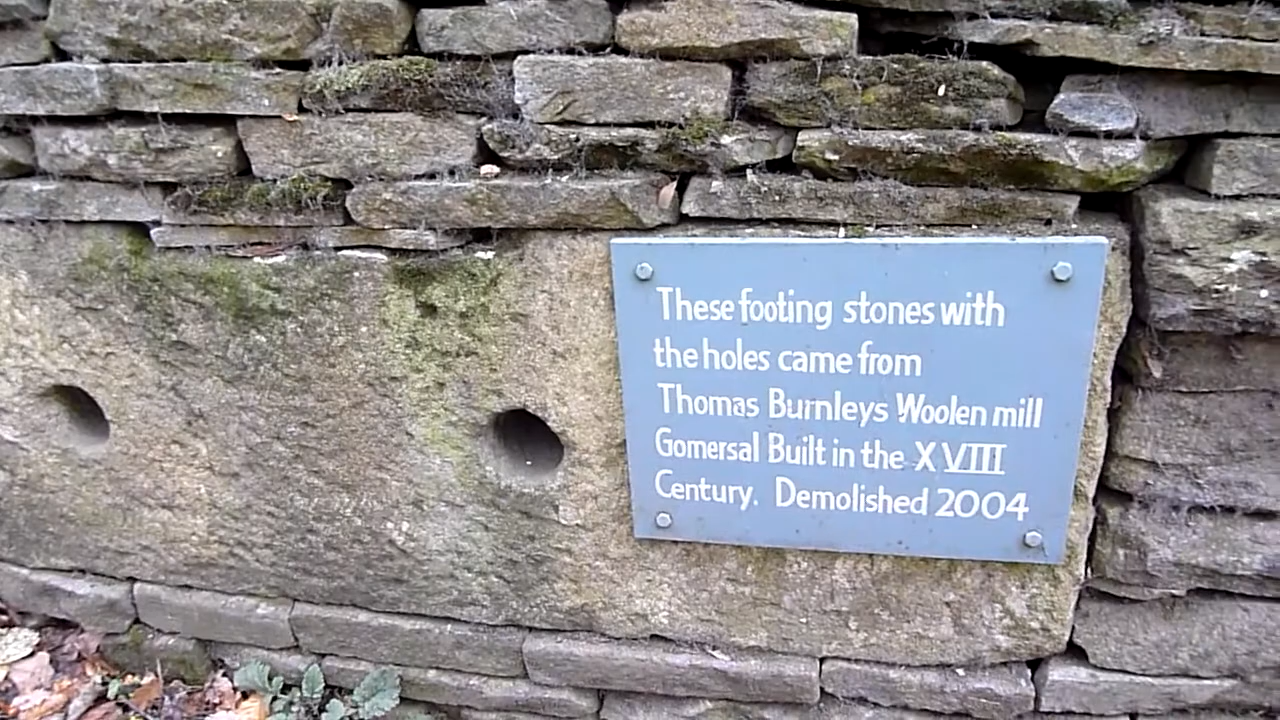 These footing stones with
the holes came from
Thomas Burnleys Woolen mill
Gomersal Built in the XVIII
Century. Demolished 2004